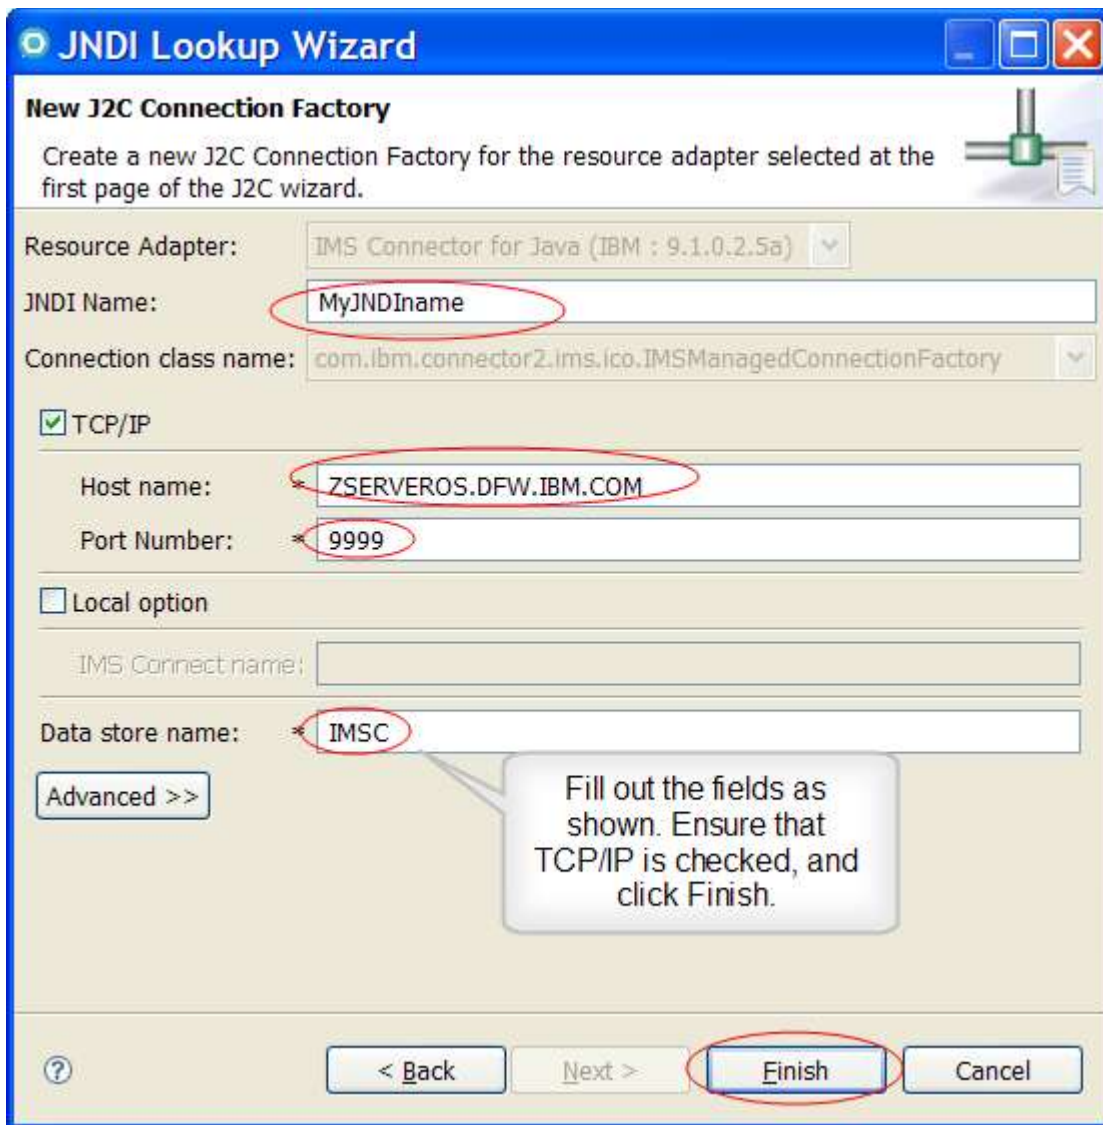 JNDI Lookup Wizard
New J2C Connection Factory
Create a new J2C Connection Factory for the resource adapter selected at the
first page of the J2C wizard.
Resource Adapter: IMS Connector for Java (IBM : 9.1.0.2.5a)
JNDI Name: MyJNDIname
Connection class name: com.ibm.connector2.ims.ico.IMSManagedConnectionFactory
TCP/IP
Host name: * ZSERVEROS.DFW.IBM.COM
Port Number: * 9999
Local option
IMS Connect name:
Data store name: * IMSC
Advanced >>
Fill out the fields as
shown. Ensure that
TCP/IP is checked, and
click Finish.
? < Back Next > Finish Cancel